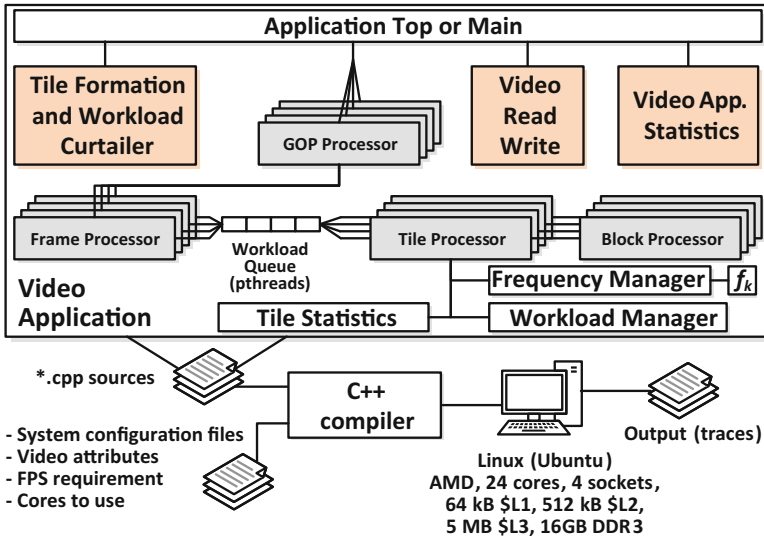 Application Top or Main
Tile Formation
and Workload
Curtailer
GOP Processor
Video
Read
Write
Video App.
Statistics
Frame Processor
Workload
Queue
(pthreads)
Tile Processor
Block Processor
Video
Application
Frequency Manager
fk
Tile Statistics
Workload Manager
*.cpp sources
C++
compiler
- System configuration files
- Video attributes
- FPS requirement
- Cores to use
Linux (Ubuntu)
AMD, 24 cores, 4 sockets,
64 kB $L1, 512 kB $L2,
5 MB $L3, 16GB DDR3
Output (traces)